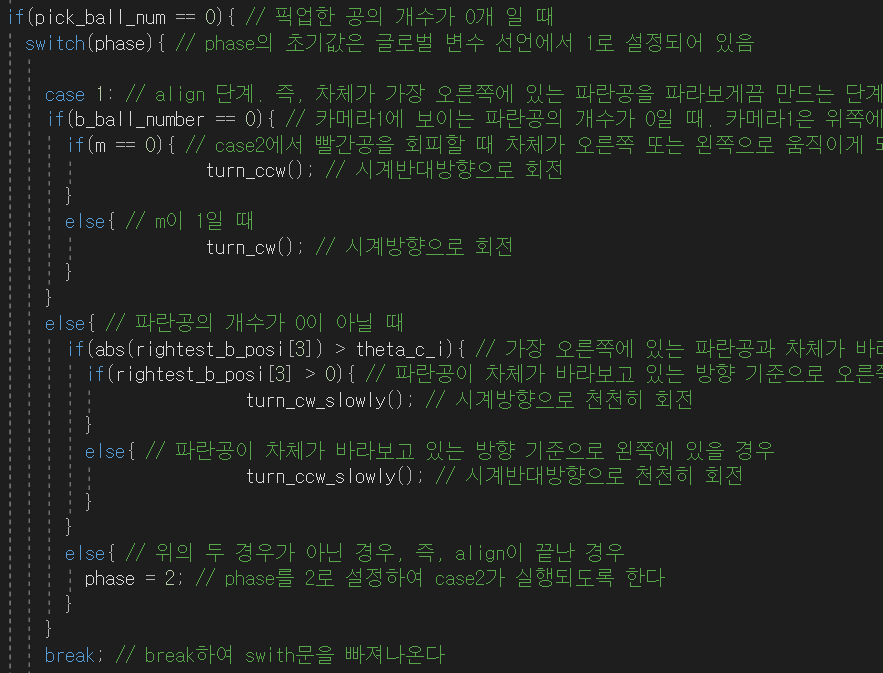 if(pick_ball_num == 0){ // 픽업한 공의 개수가 0개 일 때
switch(phase){ // phase의 초기값은 글로벌 변수 선언에서 1로 설정되어 있음
case 1: // align 단계. 즉, 차체가 가장 오른쪽에 있는 파란공을 파라보게끔 만드는 단계
if(b_ball_number == 0){ // 카메라1에 보이는 파란공의 개수가 0일 때. 카메라1은 위쪽에
if(m == 0){ // case2에서 빨간공을 회피할 때 차체가 오른쪽 또는 왼쪽으로 움직이게
turn_ccw(); // 시계반대방향으로 회전
}
else{ // m이 1일 때
turn_cw(); // 시계방향으로 회전
}
}
else{ // 파란공의 개수가 0이 아닐 때
if(abs(rightest_b_posi[3]) > theta_c_i){ // 가장 오른쪽에 있는 파란공과 차체가
if(rightest_b_posi[3] > 0){ // 파란공이 차체가 바라보고 있는 방향 기준으로
turn_cw_slowly(); // 시계방향으로 천천히 회전
}
else{ // 파란공이 차체가 바라보고 있는 방향 기준으로 왼쪽에 있을 경우
turn_ccw_slowly(); // 시계반대방향으로 천천히 회전
}
}
else{ // 위의 두 경우가 아닌 경우, 즉, align이 끝난 경우
phase = 2; // phase를 2로 설정하여 case2가 실행되도록 한다
}
}
break; // break하여 swith문을 빠져나온다